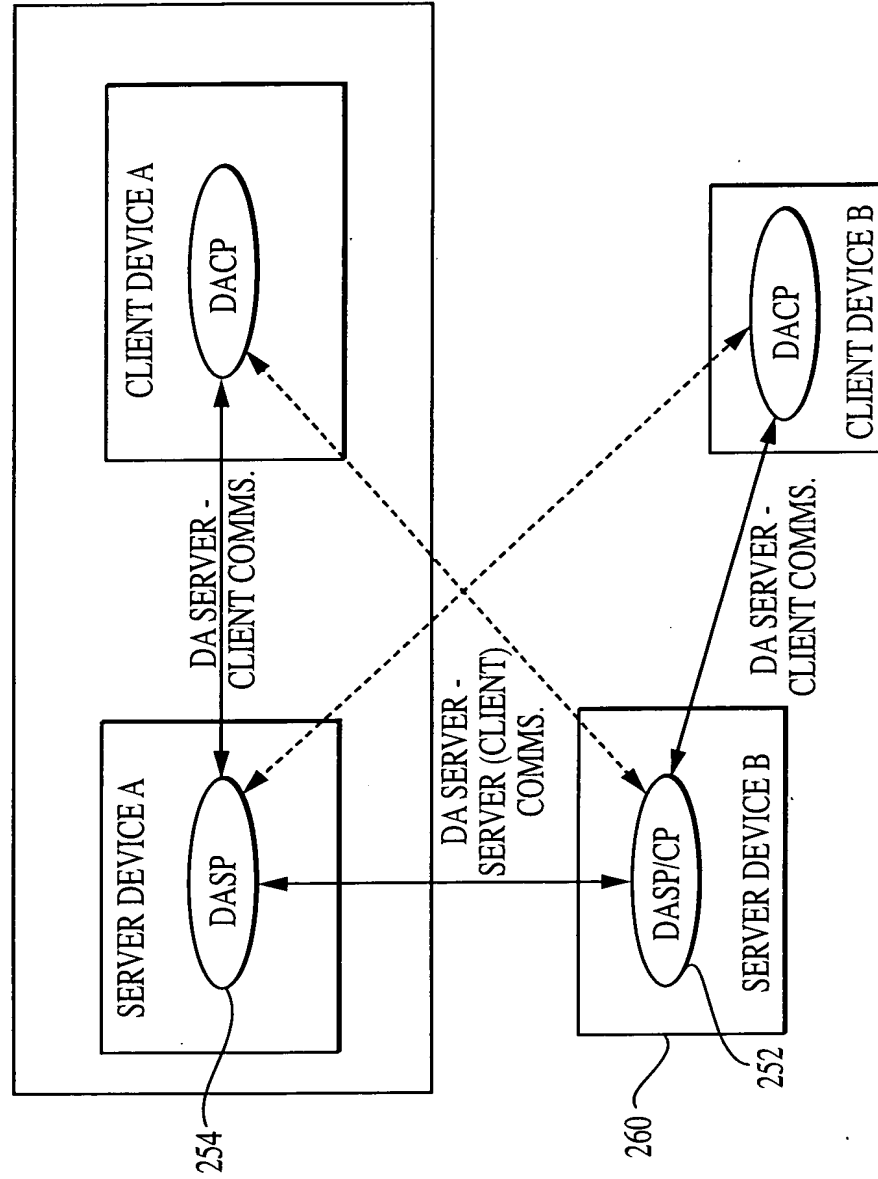 SERVER DEVICE A
DASP
254
DA SERVER -
CLIENT COMMS.
CLIENT DEVICE A
DACP
DA SERVER -
SERVER (CLIENT)
COMMS.
DASP/CP
SERVER DEVICE B
260
252
DA SERVER -
CLIENT COMMS.
DACP
CLIENT DEVICE B